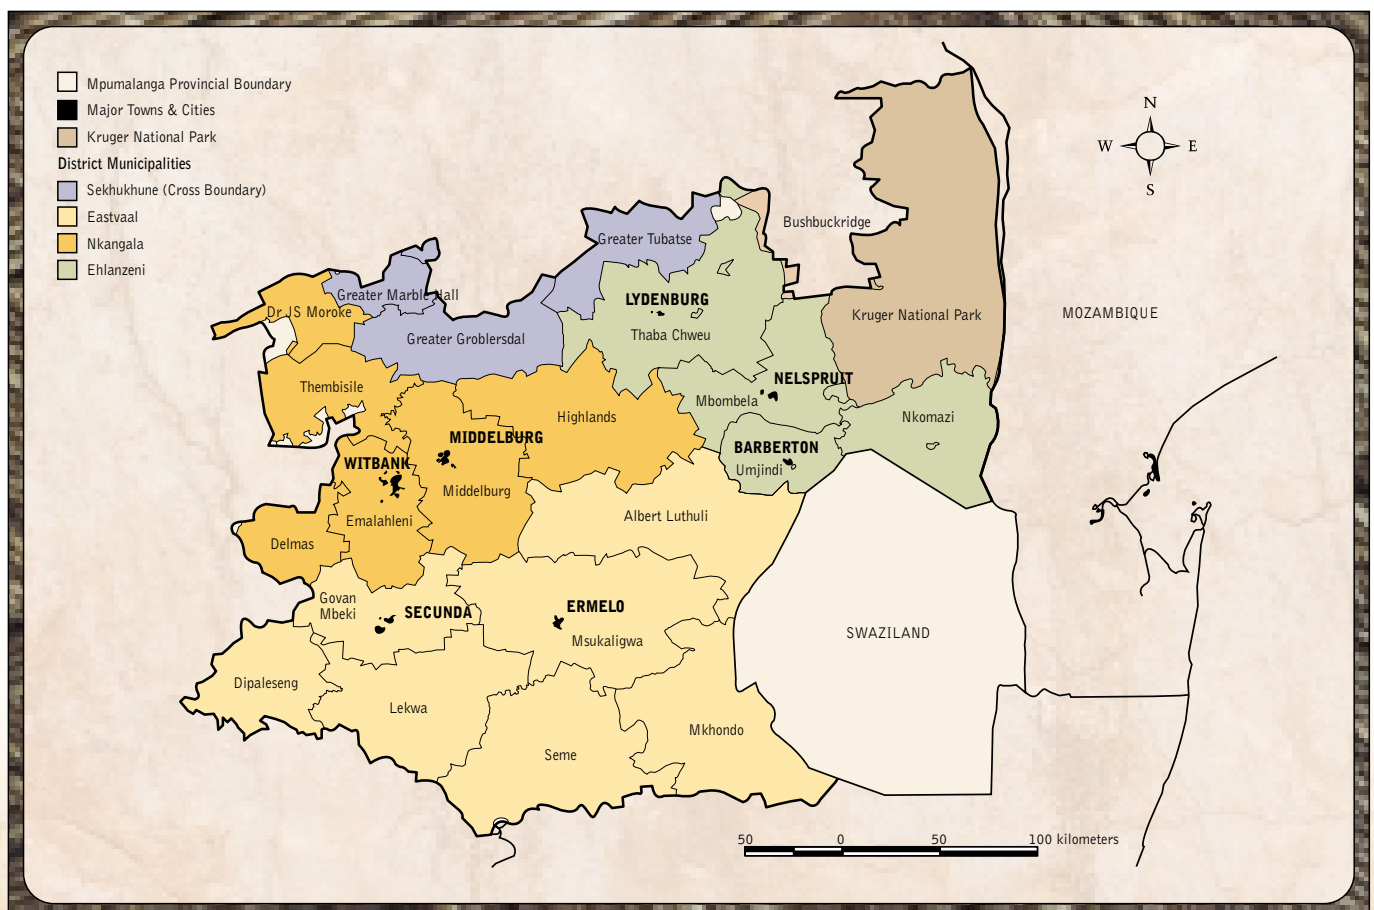 Mpumalanga Provincial Boundary
Major Towns & Cities
Kruger National Park
District Municipalities
Sekhukhune (Cross Boundary)
Eastvaal
Nkangala
Ehlanzeni
N
W
E
S
Bushbuckridge
Greater Tubatse
Greater Marble Hall
Dr JS Moroke
LYDENBURG
Kruger National Park
MOZAMBIQUE
Thaba Chweu
Greater Groblersdal
NELSPRUIT
Thembisile
Mbombela
Highlands
Nkomazi
MIDDELBURG
BARBERTON
WITBANK
Umjindi
Middelburg
Emalahleni
Albert Luthuli
Delmas
Govan
Mbeki
SECUNDA
ERMELO
Msukaligwa
SWAZILAND
Dipaleseng
Lekwa
Mkhondo
Seme
50 0 50 100 kilometers